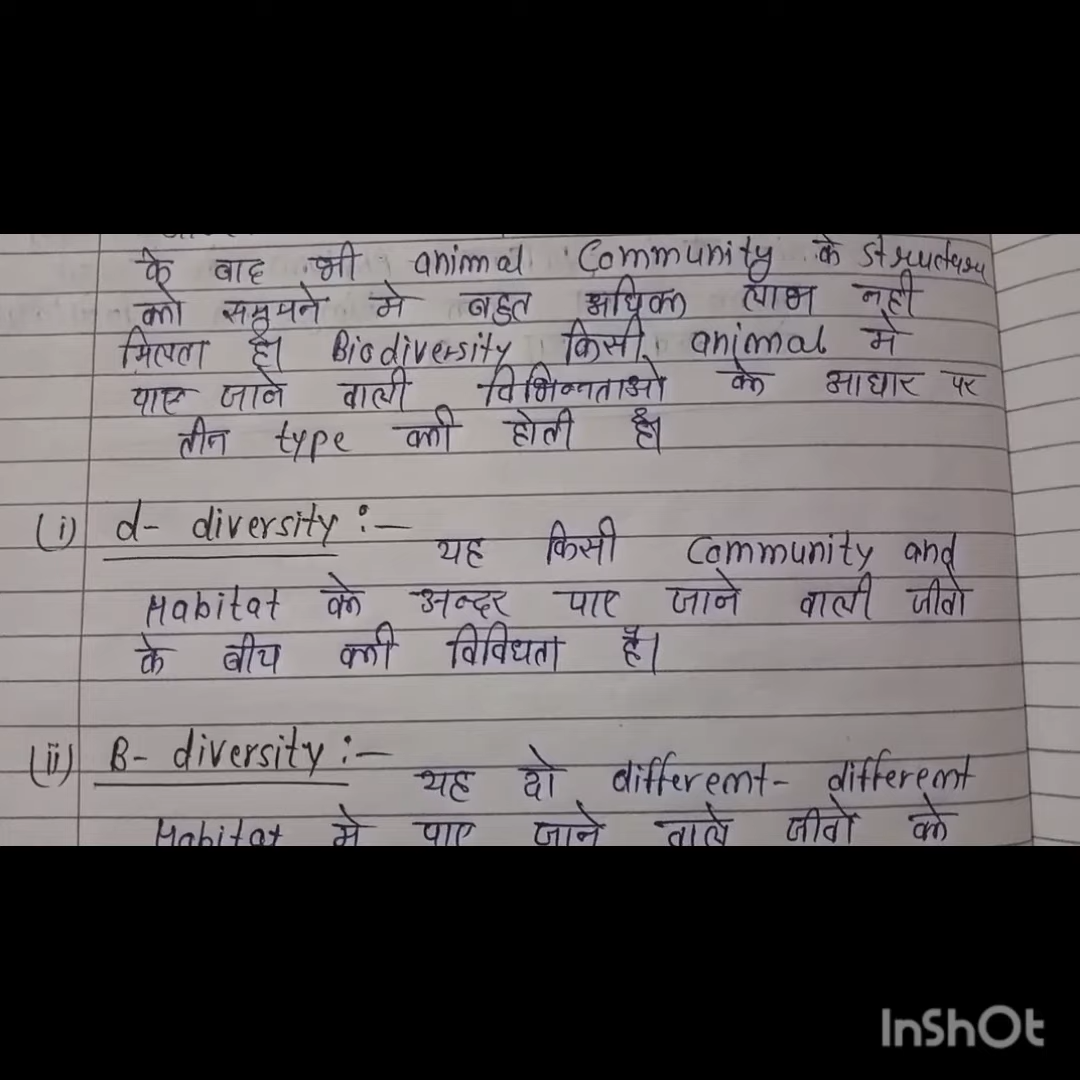 के बाद भी animal Community के structure
को समझने मे बहुत अधिक लाभ नही
मिलता है। Biodiversity किसी animal मे
पाए जाने वाली विभिन्नताओ के आधार पर
तीन type की होती है।
(i) d- diversity :-
यह किसी Community and
Habitat के अन्दर पाए जाने वाली जीवो
के बीच की विविधता है।
(ii) B- diversity :-
यह दो different- different
Habitat मे पाए जाने वाले जीवो के
InShOt